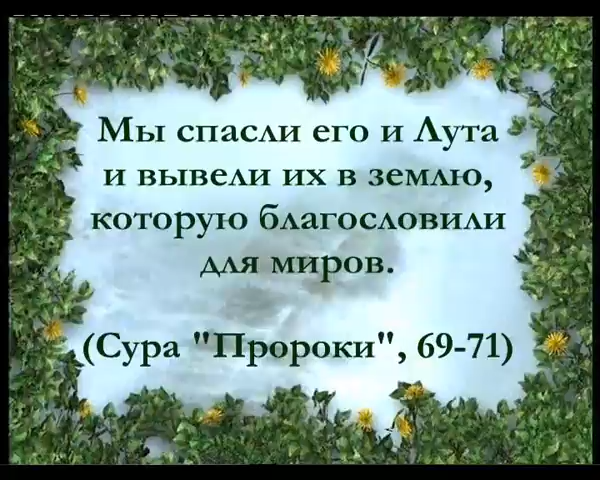 Мы спасли его и Лута
и вывели их в землю,
которую благословили
для миров.
(Сура "Пророки", 69-71)